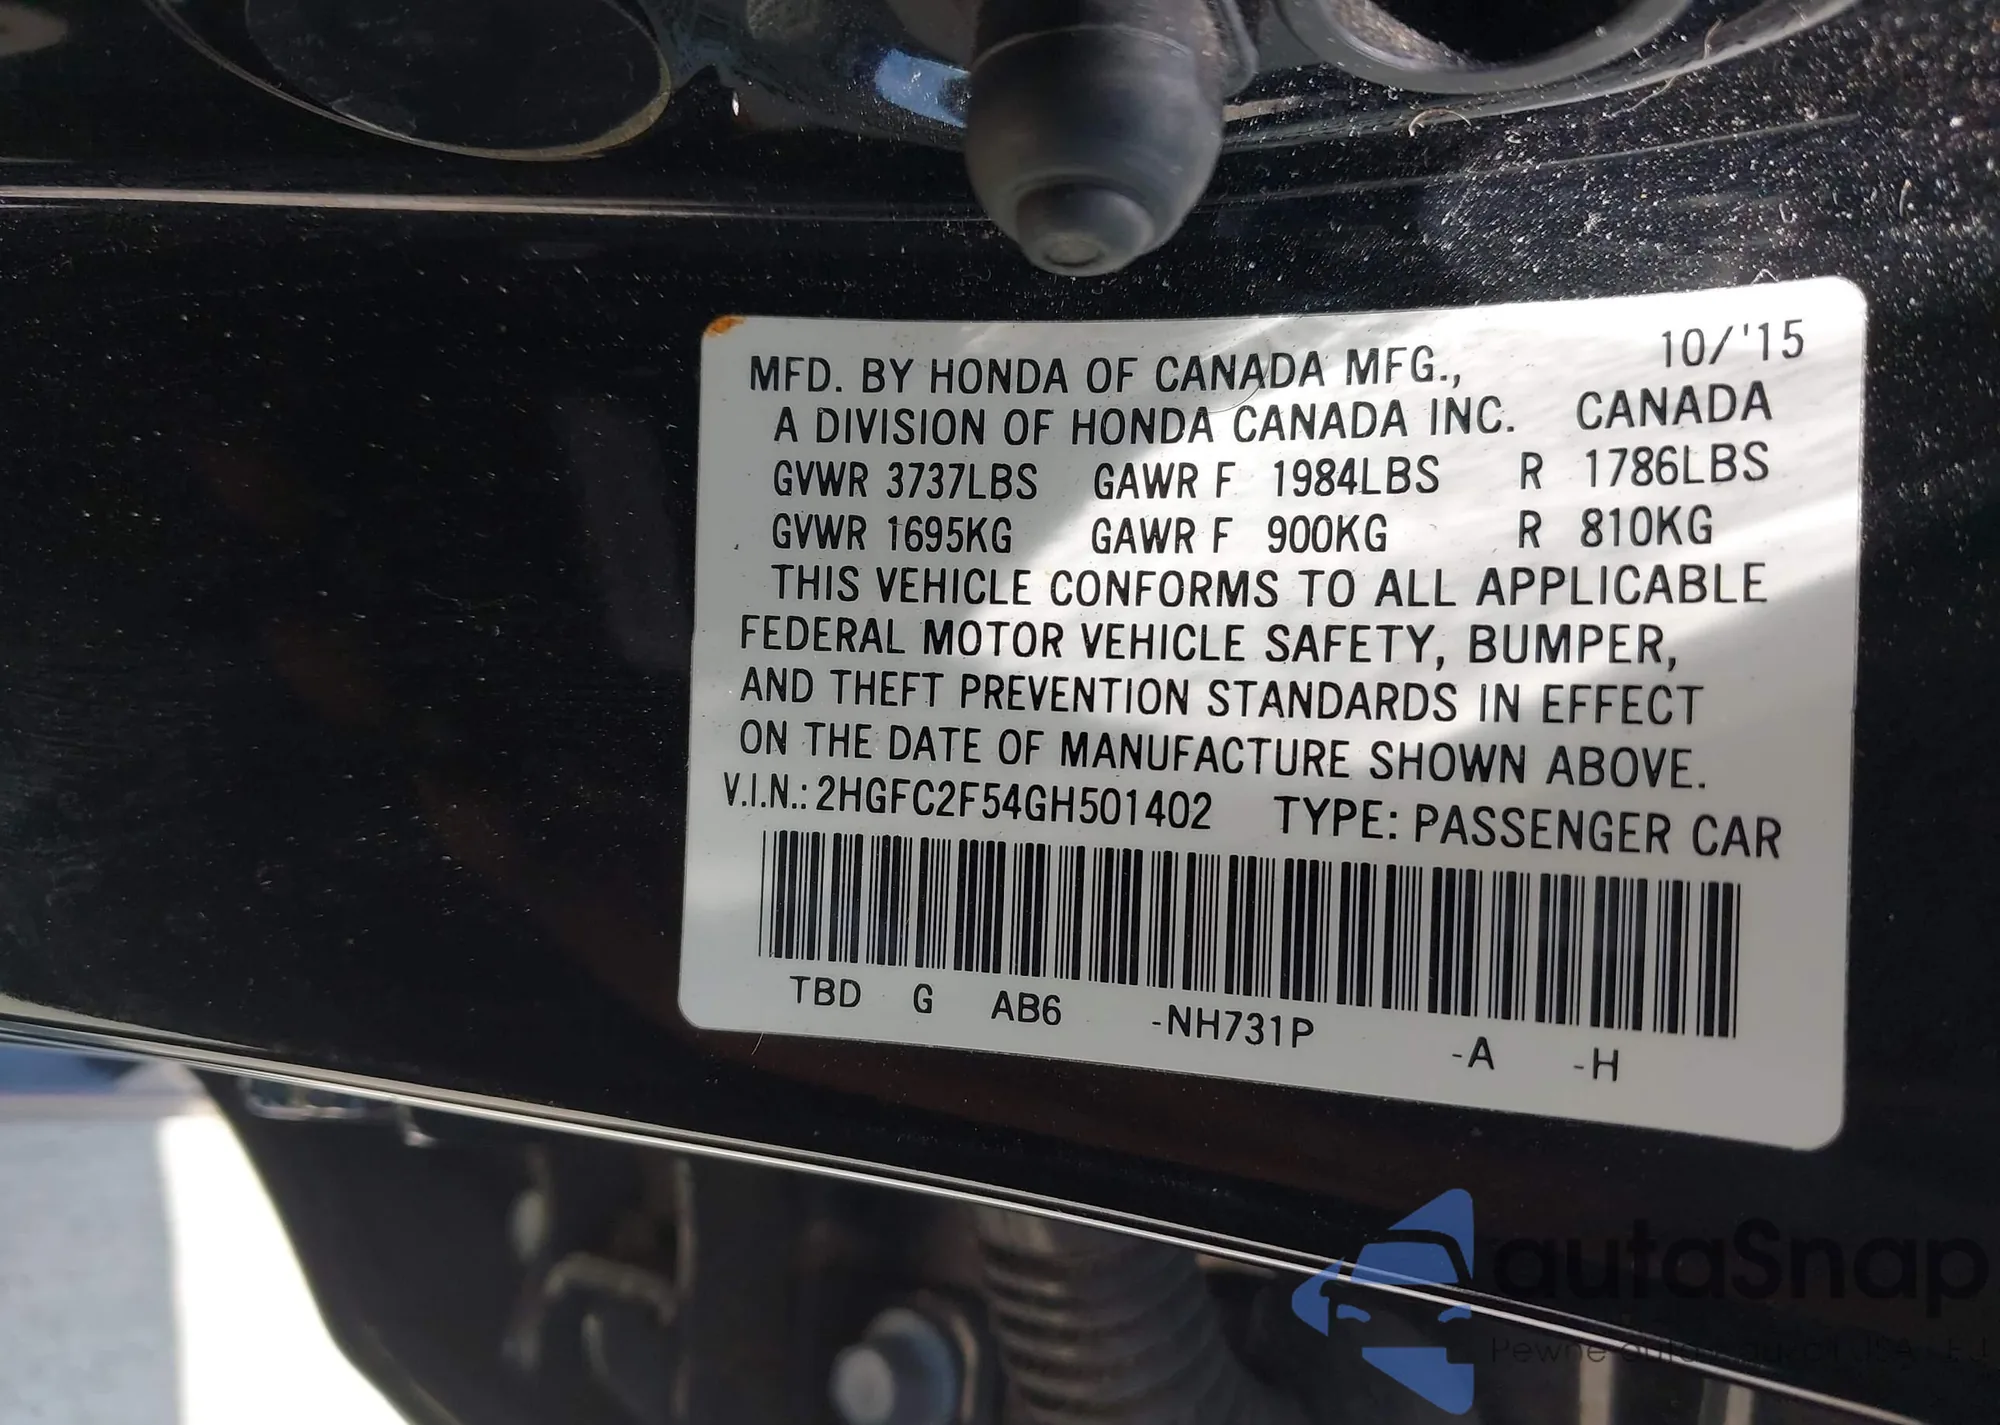 10/'15
MFD. BY HONDA OF CANADA MFG.,
A DIVISION OF HONDA CANADA INC. CANADA
GVWR 3737LBS GAWR F 1984LBS R 1786LBS
GVWR 1695KG GAWR F 900KG R 810KG
THIS VEHICLE CONFORMS TO ALL APPLICABLE
FEDERAL MOTOR VEHICLE SAFETY, BUMPER,
AND THEFT PREVENTION STANDARDS IN EFFECT
ON THE DATE OF MANUFACTURE SHOWN ABOVE.
V.I.N.: 2HGFC2F54GH501402 TYPE: PASSENGER CAR
TBD G AB6 -NH731P -A -H
autaSnap
Pewne